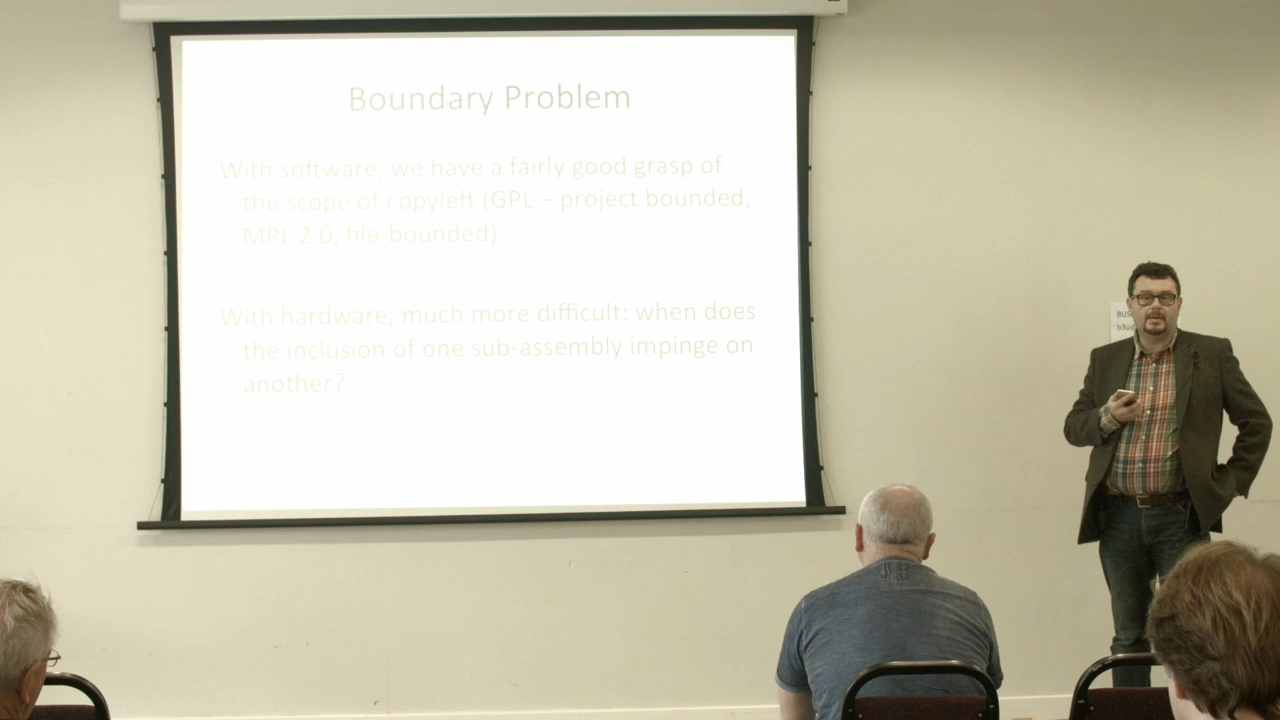 Boundary Problem
With software, we have a fairly good grasp of
the scope of copyleft (GPL – project bounded,
MPL 2.0, file-bounded).
With hardware, much more difficult: when does
the inclusion of one sub-assembly impinge on
another?
BUS